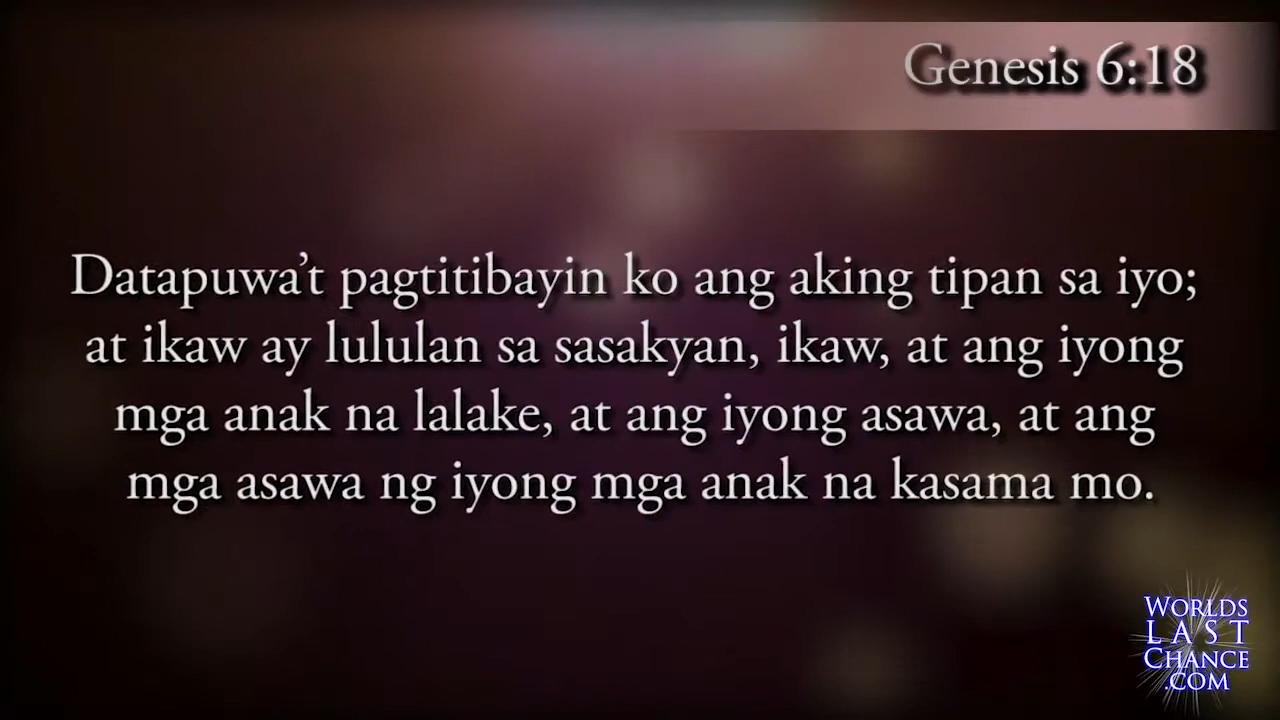 Genesis 6:18
Datapuwa’t pagtitibayin ko ang aking tipan sa iyo;
at ikaw ay lululan sa sasakyan, ikaw, at ang iyong
mga anak na lalake, at ang iyong asawa, at ang
mga asawa ng iyong mga anak na kasama mo.
WORLDS
LAST
CHANCE
.COM